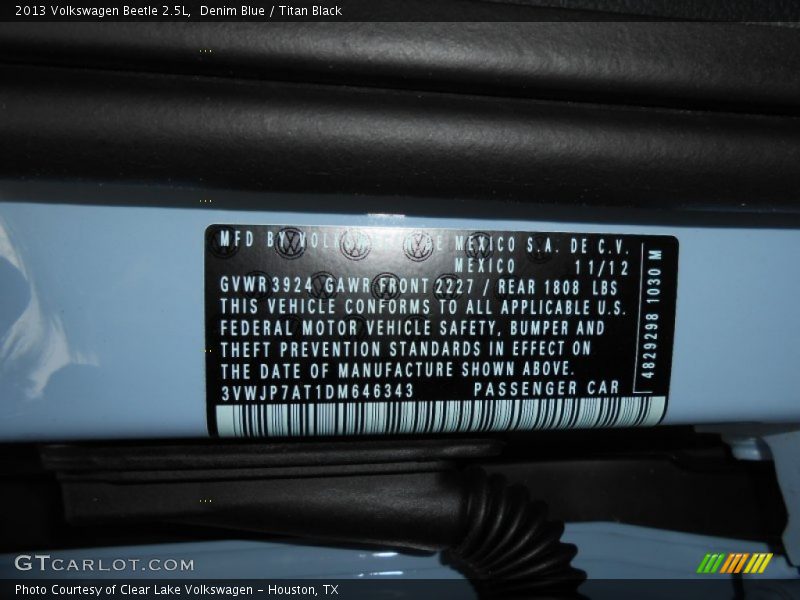 2013 Volkswagen Beetle 2.5L, Denim Blue / Titan Black
MFD BY VOLKSWAGEN DE MEXICO S.A. DE C.V.
MEXICO 11/12
GVWR3924 GAWR FRONT 2227 / REAR 1808 LBS
THIS VEHICLE CONFORMS TO ALL APPLICABLE U.S.
FEDERAL MOTOR VEHICLE SAFETY, BUMPER AND
THEFT PREVENTION STANDARDS IN EFFECT ON
THE DATE OF MANUFACTURE SHOWN ABOVE.
3VWJP7AT1DM646343 PASSENGER CAR
4829298 1030 M
GTCARLOT.COM
Photo Courtesy of Clear Lake Volkswagen – Houston, TX